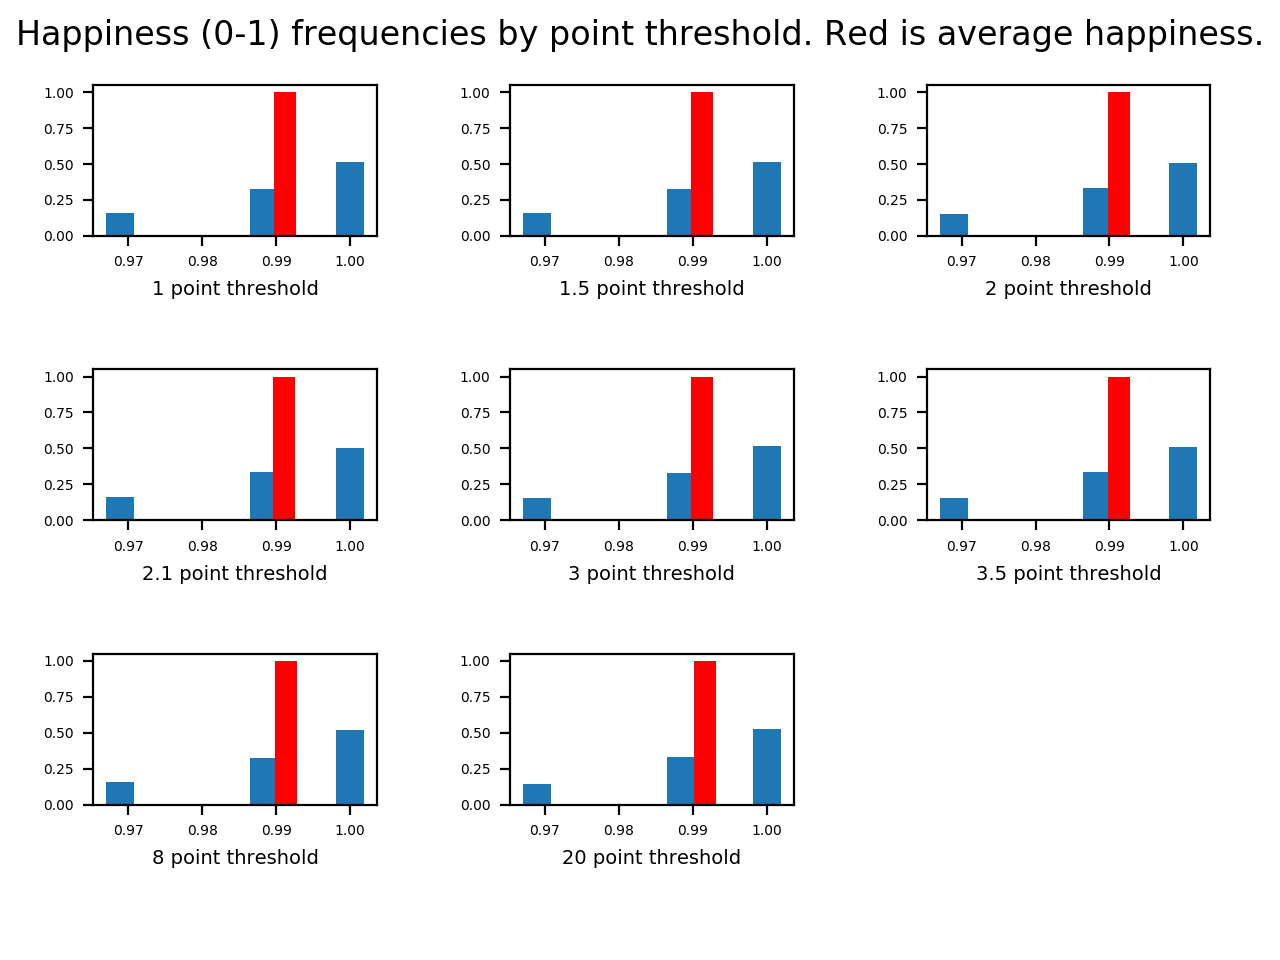 Happiness (0-1) frequencies by point threshold. Red is average happiness.
1.00 0.75 0.50 0.25 0.00
0.97 0.98 0.99 1.00
1 point threshold
1.00 0.75 0.50 0.25 0.00
0.97 0.98 0.99 1.00
1.5 point threshold
1.00 0.75 0.50 0.25 0.00
0.97 0.98 0.99 1.00
2 point threshold
1.00 0.75 0.50 0.25 0.00
0.97 0.98 0.99 1.00
2.1 point threshold
1.00 0.75 0.50 0.25 0.00
0.97 0.98 0.99 1.00
3 point threshold
1.00 0.75 0.50 0.25 0.00
0.97 0.98 0.99 1.00
3.5 point threshold
1.00 0.75 0.50 0.25 0.00
0.97 0.98 0.99 1.00
8 point threshold
1.00 0.75 0.50 0.25 0.00
0.97 0.98 0.99 1.00
20 point threshold